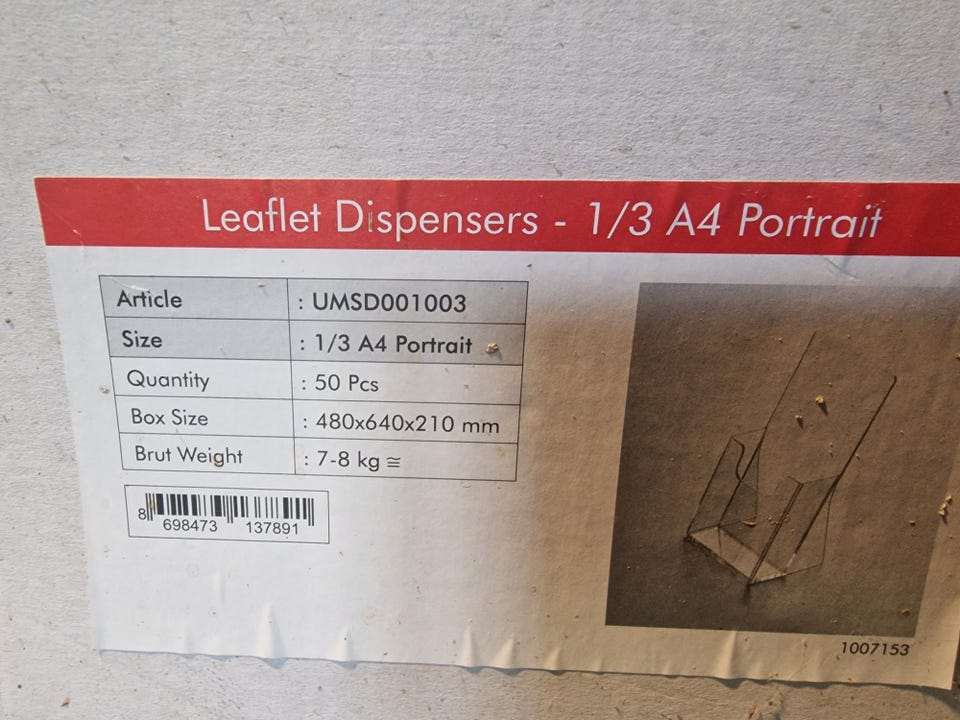 Leaflet Dispensers - 1/3 A4 Portrait
Article : UMSD001003
Size : 1/3 A4 Portrait
Quantity : 50 Pcs
Box Size : 480x640x210 mm
Brut Weight : 7-8 kg ≅
8 698473 137891
1007153